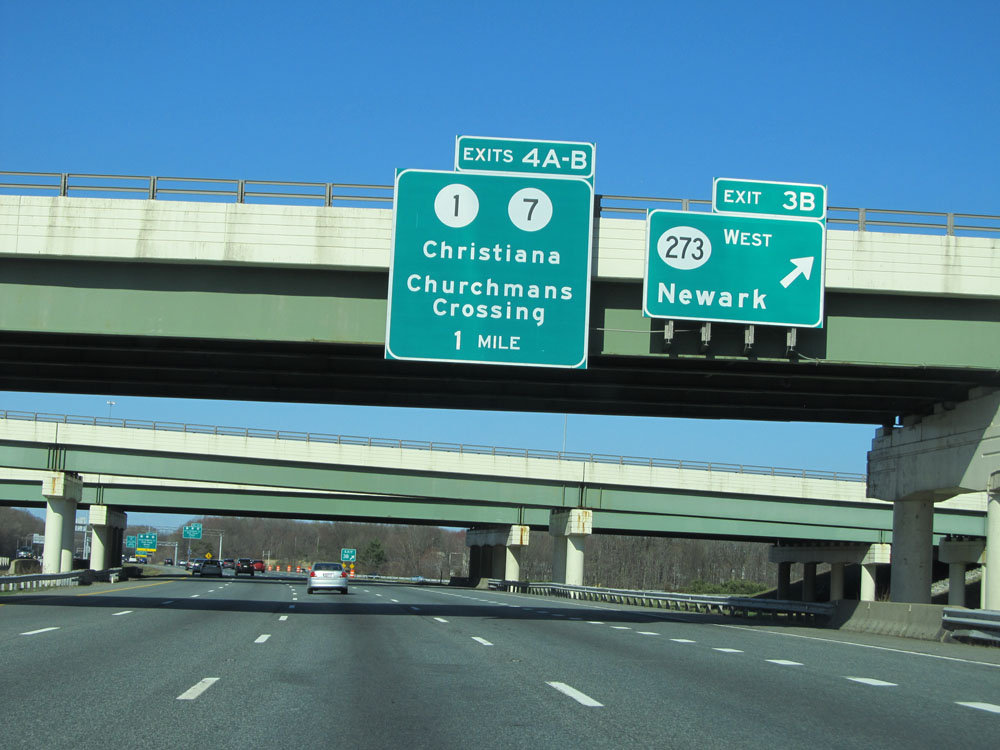 EXITS 4A-B
1 7
Christiana
Churchmans
Crossing
1 MILE
EXIT 3B
273 WEST
Newark